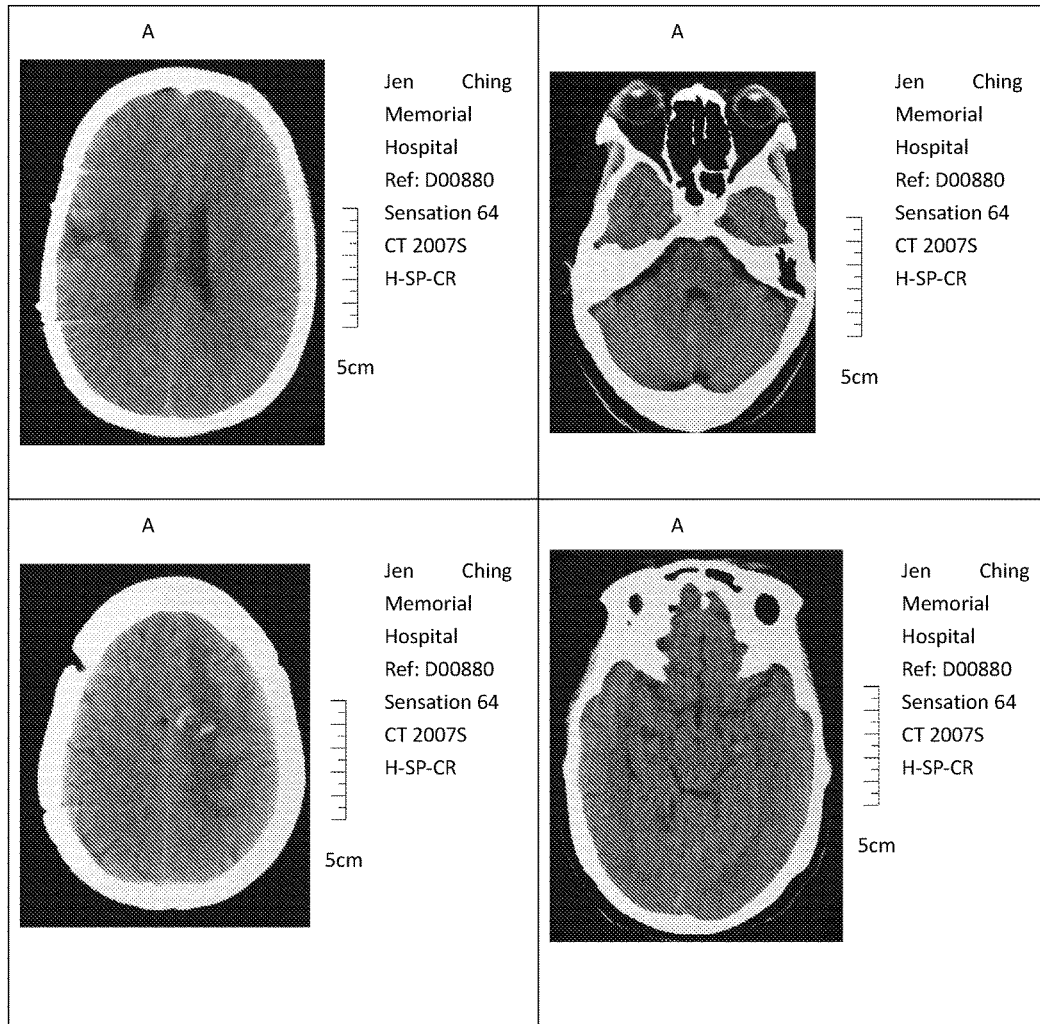 A
Jen Ching
Memorial
Hospital
Ref: D00880
Sensation 64
CT 2007S
H-SP-CR
5cm
A
Jen Ching
Memorial
Hospital
Ref: D00880
Sensation 64
CT 2007S
H-SP-CR
5cm
A
Jen Ching
Memorial
Hospital
Ref: D00880
Sensation 64
CT 2007S
H-SP-CR
5cm
A
Jen Ching
Memorial
Hospital
Ref: D00880
Sensation 64
CT 2007S
H-SP-CR
5cm